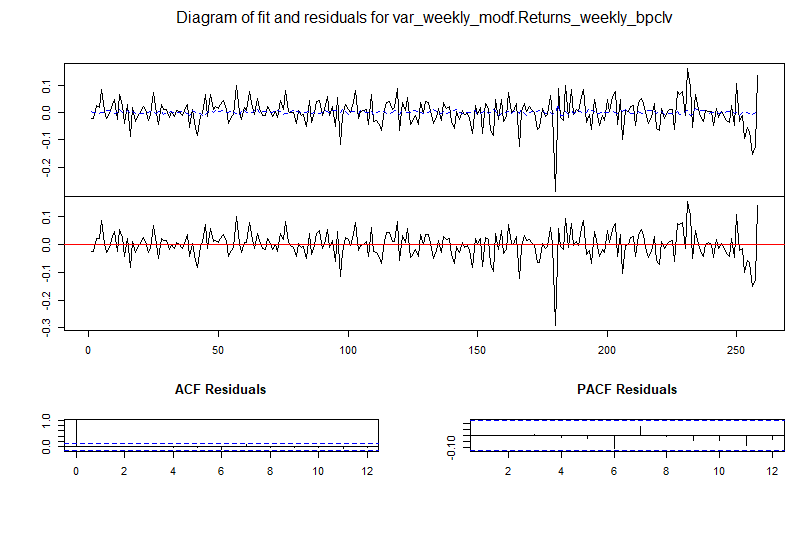 Diagram of fit and residuals for var_weekly_modf.Returns_weekly_bpclv
0.1
0.0
-0.1
-0.2
0.1
0.0
-0.1
-0.2
-0.3
0 50 100 150 200 250
ACF Residuals
PACF Residuals
1.0
0.0
0 2 4 6 8 10 12
-0.10
2 4 6 8 10 12